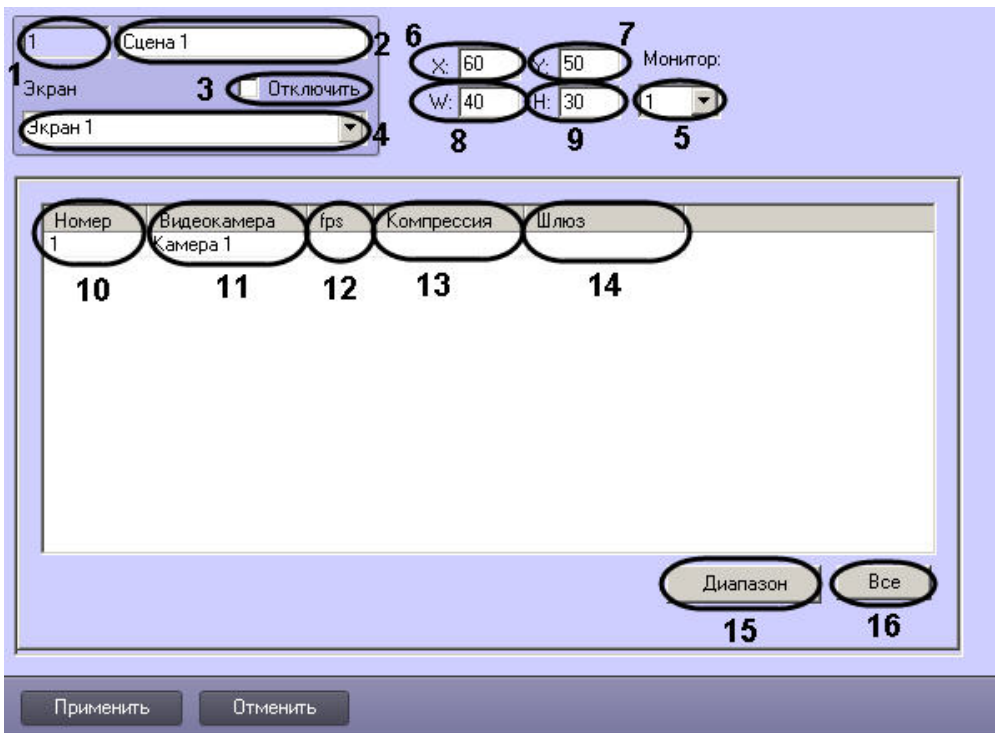 1 Сцена 1 2
1
Экран 3 Отключить
Экран 1 4
6 7
X: 60 Y: 50 Монитор:
W: 40 H: 30 1
8 9 5
Номер Видеокамера fps Компрессия Шлюз
1 Камера 1
10 11 12 13 14
Диапазон Все
15 16
Применить Отменить